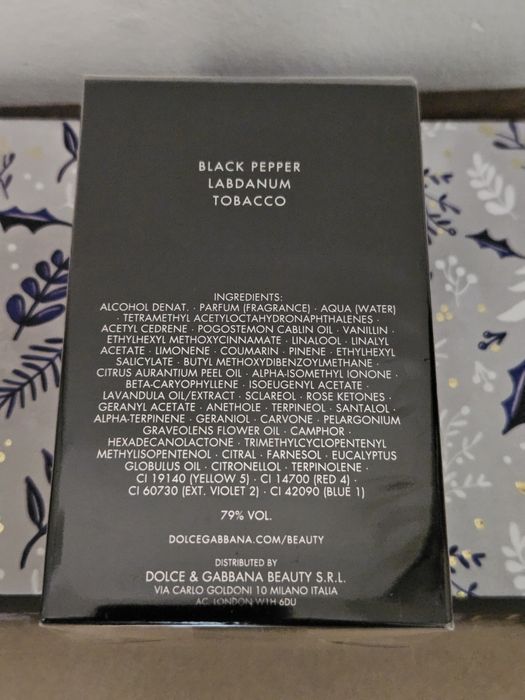 BLACK PEPPER
LABDANUM
TOBACCO
INGREDIENTS:
ALCOHOL DENAT. · PARFUM (FRAGRANCE) · AQUA (WATER)
· TETRAMETHYL ACETYLOCTAHYDRONAPHTHALENES ·
ACETYL CEDRENE · POGOSTEMON CABLIN OIL · VANILLIN ·
ETHYLHEXYL METHOXYCINNAMATE · LINALOOL · LINALYL
ACETATE · LIMONENE · COUMARIN · PINENE · ETHYLHEXYL
SALICYLATE · BUTYL METHOXYDIBENZOYLMETHANE ·
CITRUS AURANTIUM PEEL OIL · ALPHA-ISOMETHYL IONONE ·
BETA-CARYOPHYLLENE · ISOEUGENYL ACETATE ·
LAVANDULA OIL/EXTRACT · SCLAREOL · ROSE KETONES ·
GERANYL ACETATE · ANETHOLE · TERPINEOL · SANTALOL ·
ALPHA-TERPINENE · GERANIOL · CARVONE · PELARGONIUM
GRAVEOLENS FLOWER OIL · CAMPHOR ·
HEXADECANOLACTONE · TRIMETHYLCYCLOPENTENYL
METHYLISOPENTENOL · CITRAL · FARNESOL · EUCALYPTUS
GLOBULUS OIL · CITRONELLOL · TERPINOLENE ·
CI 19140 (YELLOW 5) · CI 14700 (RED 4) ·
CI 60730 (EXT. VIOLET 2) · CI 42090 (BLUE 1)
79% VOL.
DOLCEGABBANA.COM/BEAUTY
DISTRIBUTED BY
DOLCE & GABBANA BEAUTY S.R.L.
VIA CARLO GOLDONI 10 MILANO ITALIA
AC. LONDON W1H 6DU